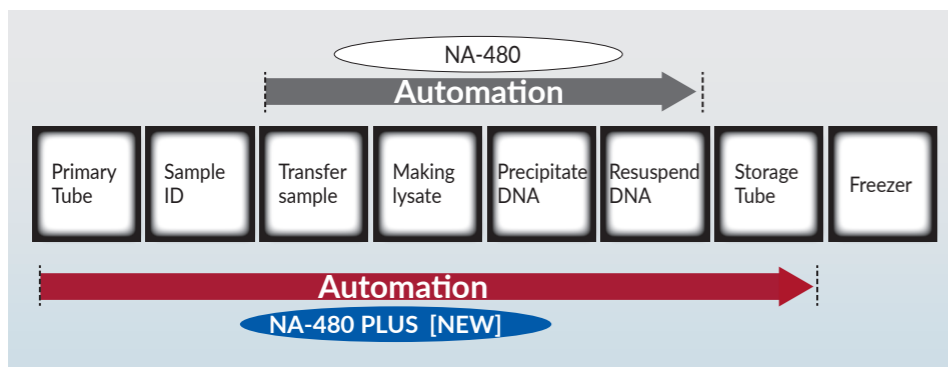 NA-480
Automation
Primary
Tube
Sample
ID
Transfer
sample
Making
lysate
Precipitate
DNA
Resuspend
DNA
Storage
Tube
Freezer
Automation
NA-480 PLUS [NEW]